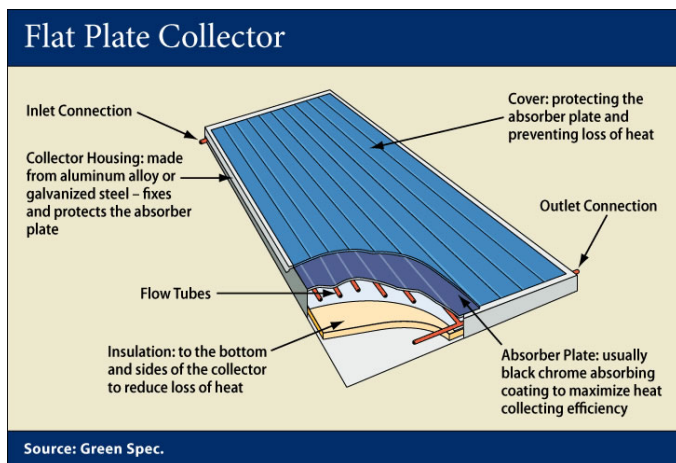 Flat Plate Collector
Inlet Connection
Collector Housing: made
from aluminum alloy or
galvanized steel – fixes
and protects the absorber
plate
Cover: protecting the
absorber plate and
preventing loss of heat
Outlet Connection
Flow Tubes
Insulation: to the bottom
and sides of the collector
to reduce loss of heat
Absorber Plate: usually
black chrome absorbing
coating to maximize heat
collecting efficiency
Source: Green Spec.